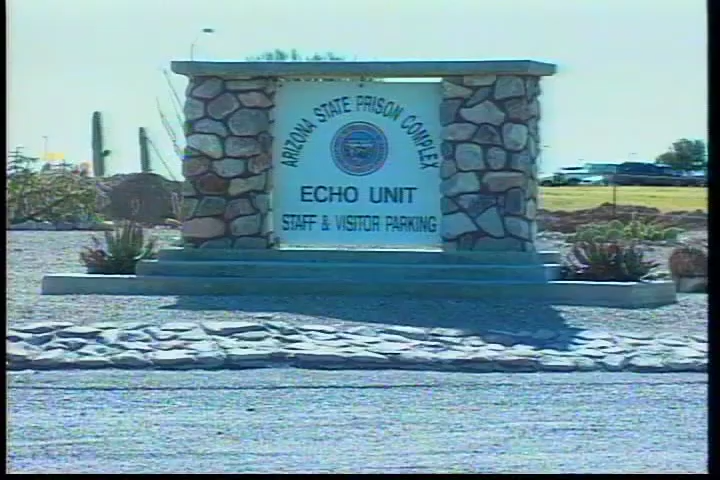 ARIZONA STATE PRISON COMPLEX
ECHO UNIT
STAFF & VISITOR PARKING